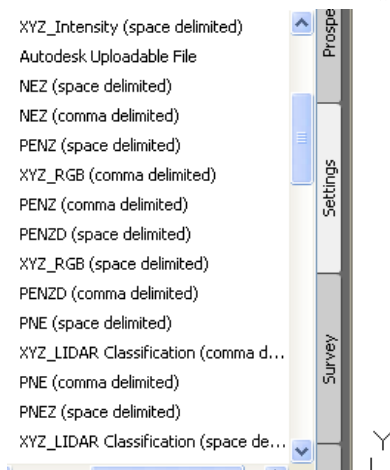 XYZ_Intensity (space delimited)
Autodesk Uploadable File
NEZ (space delimited)
NEZ (comma delimited)
PENZ (space delimited)
XYZ_RGB (comma delimited)
PENZ (comma delimited)
PENZD (space delimited)
XYZ_RGB (space delimited)
PENZD (comma delimited)
PNE (space delimited)
XYZ_LIDAR Classification (comma d...
PNE (comma delimited)
PNEZ (space delimited)
XYZ_LIDAR Classification (space de...
Prospe
Settings
Survey
Y